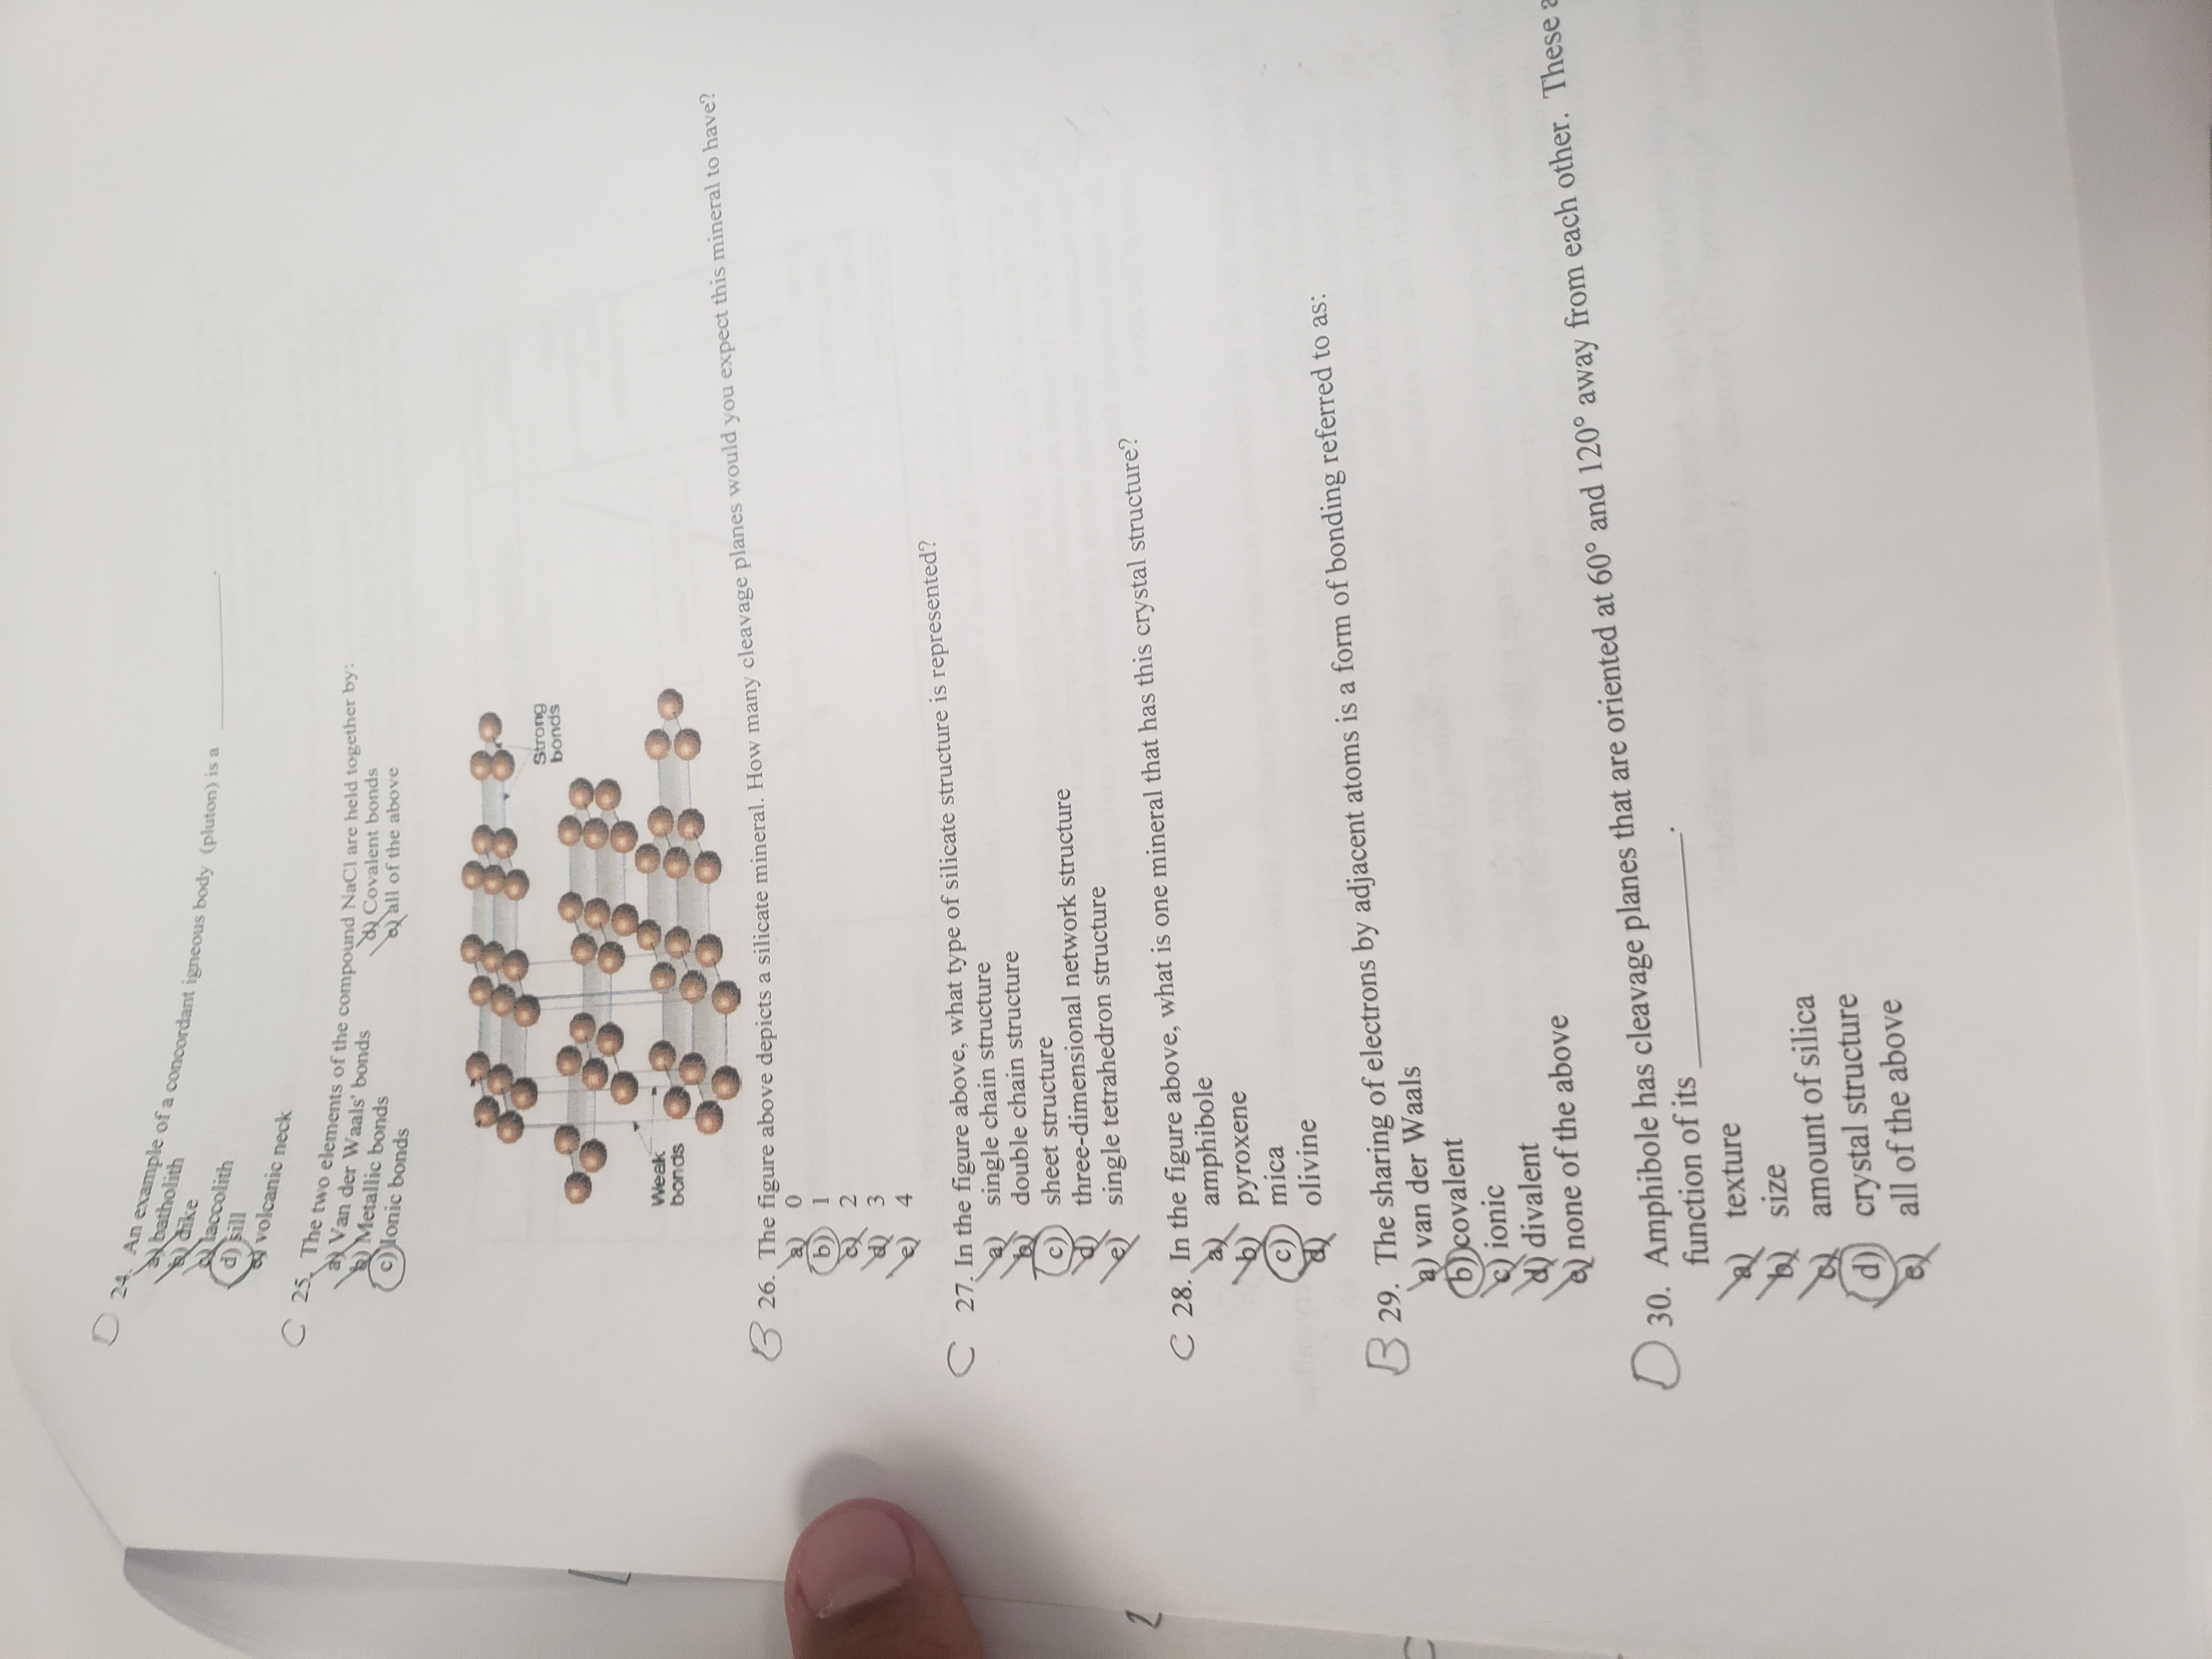 D 24. An example of a concordant igneous body (pluton) is a ____________.
a) batholith
b) dike
c) laccolith
d) sill
e) volcanic neck
C 25. The two elements of the compound NaCl are held together by:
a) Van der Waals' bonds
b) Metallic bonds
c) Ionic bonds
d) Covalent bonds
e) all of the above
Strong
bonds
Weak
bonds
B 26. The figure above depicts a silicate mineral. How many cleavage planes would you expect this mineral to have?
a) 0
b) 1
c) 2
d) 3
e) 4
C 27. In the figure above, what type of silicate structure is represented?
a) single chain structure
b) double chain structure
c) sheet structure
d) three-dimensional network structure
e) single tetrahedron structure
2
C 28. In the figure above, what is one mineral that has this crystal structure?
a) amphibole
b) pyroxene
c) mica
d) olivine
B 29. The sharing of electrons by adjacent atoms is a form of bonding referred to as:
a) van der Waals
b) covalent
c) ionic
d) divalent
e) none of the above
D 30. Amphibole has cleavage planes that are oriented at 60° and 120° away from each other. These
function of its ____________.
a) texture
b) size
c) amount of silica
d) crystal structure
e) all of the above